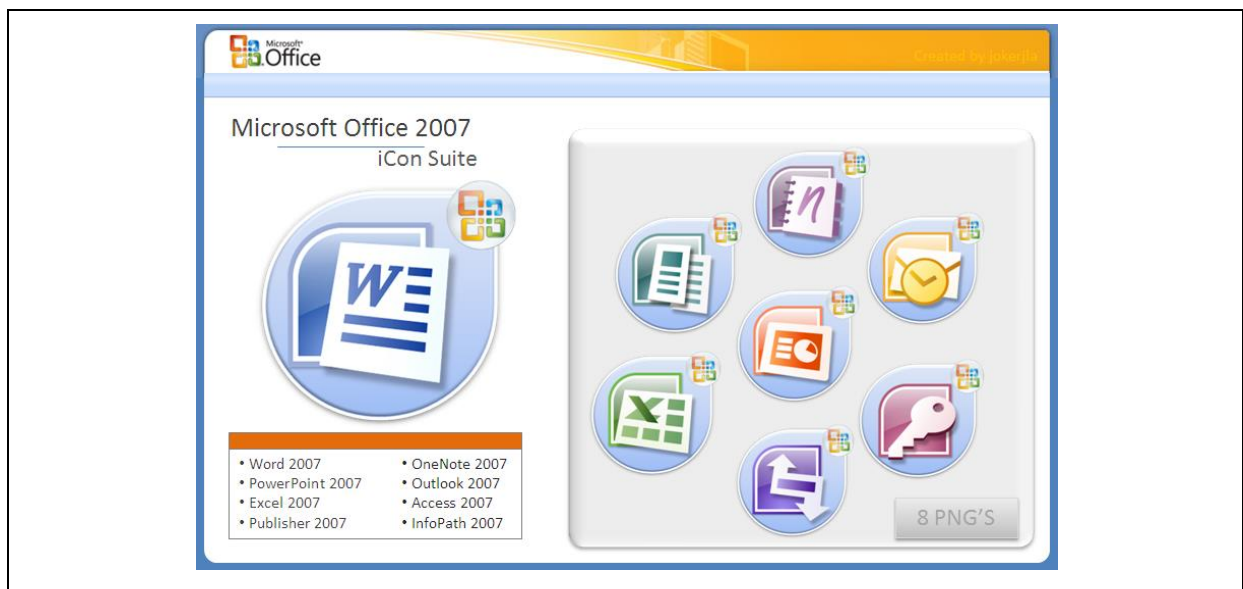 Microsoft
Office
Created by jokerjla
Microsoft Office 2007
iCon Suite
W
n
X
• Word 2007
• PowerPoint 2007
• Excel 2007
• Publisher 2007
• OneNote 2007
• Outlook 2007
• Access 2007
• InfoPath 2007
8 PNG'S